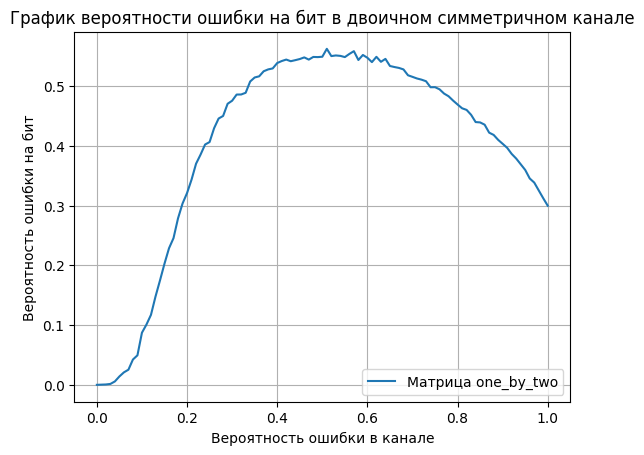 График вероятности ошибки на бит в двоичном симметричном канале
Вероятность ошибки на бит
0.5
0.4
0.3
0.2
0.1
0.0
Матрица one_by_two
0.0 0.2 0.4 0.6 0.8 1.0
Вероятность ошибки в канале